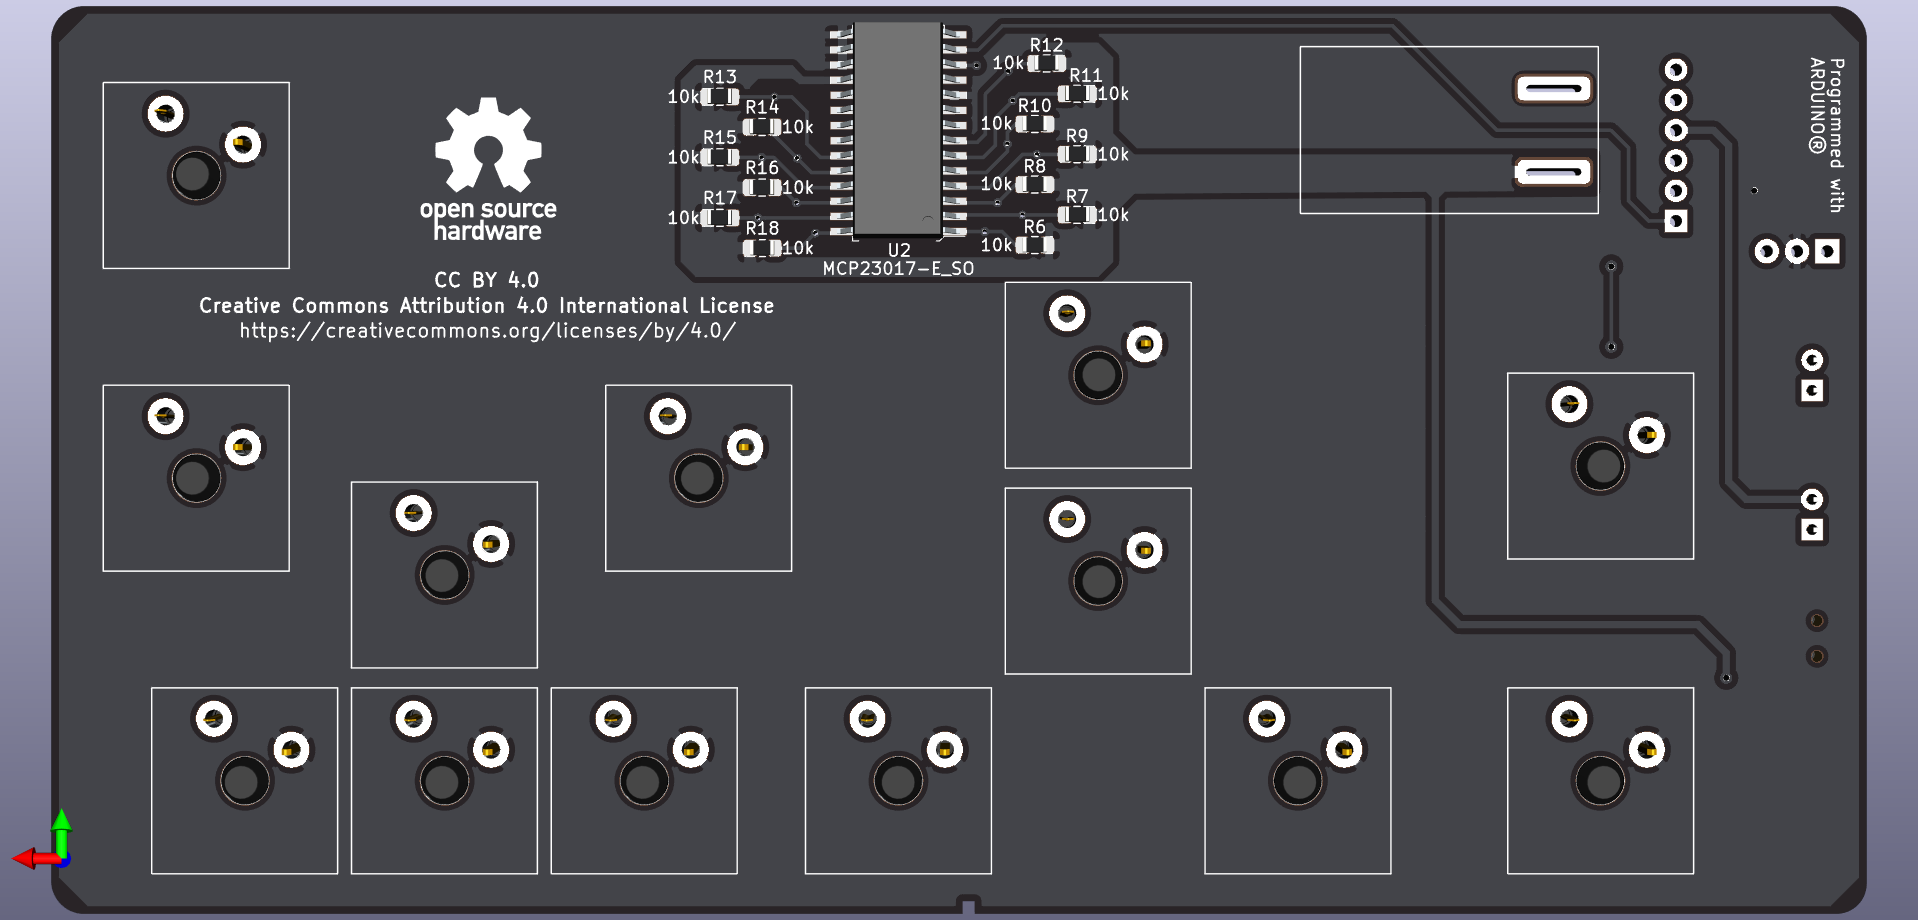 R12
10k
R13
R11
10k
10k
R14
R10
10k
10k
R15
R9
10k
10k
R16
R8
10k
10k
R17
R7
10k
10k
R18
R6
10k
10k
U2
MCP23017-E_SO
open source
hardware
CC BY 4.0
Creative Commons Attribution 4.0 International License
https://creativecommons.org/licenses/by/4.0/
Programmed with
ARDUINO®